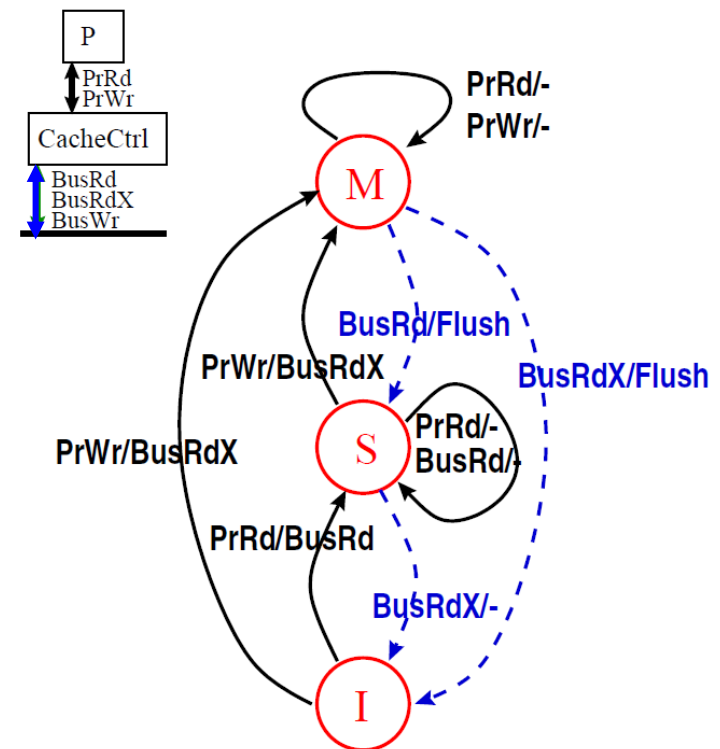 P
PrRd
PrWr
CacheCtrl
BusRd
BusRdX
BusWr
PrRd/-
PrWr/-
M
BusRd/Flush
PrWr/BusRdX
BusRdX/Flush
PrRd/-
S
BusRd/-
PrWr/BusRdX
PrRd/BusRd
BusRdX/-
I